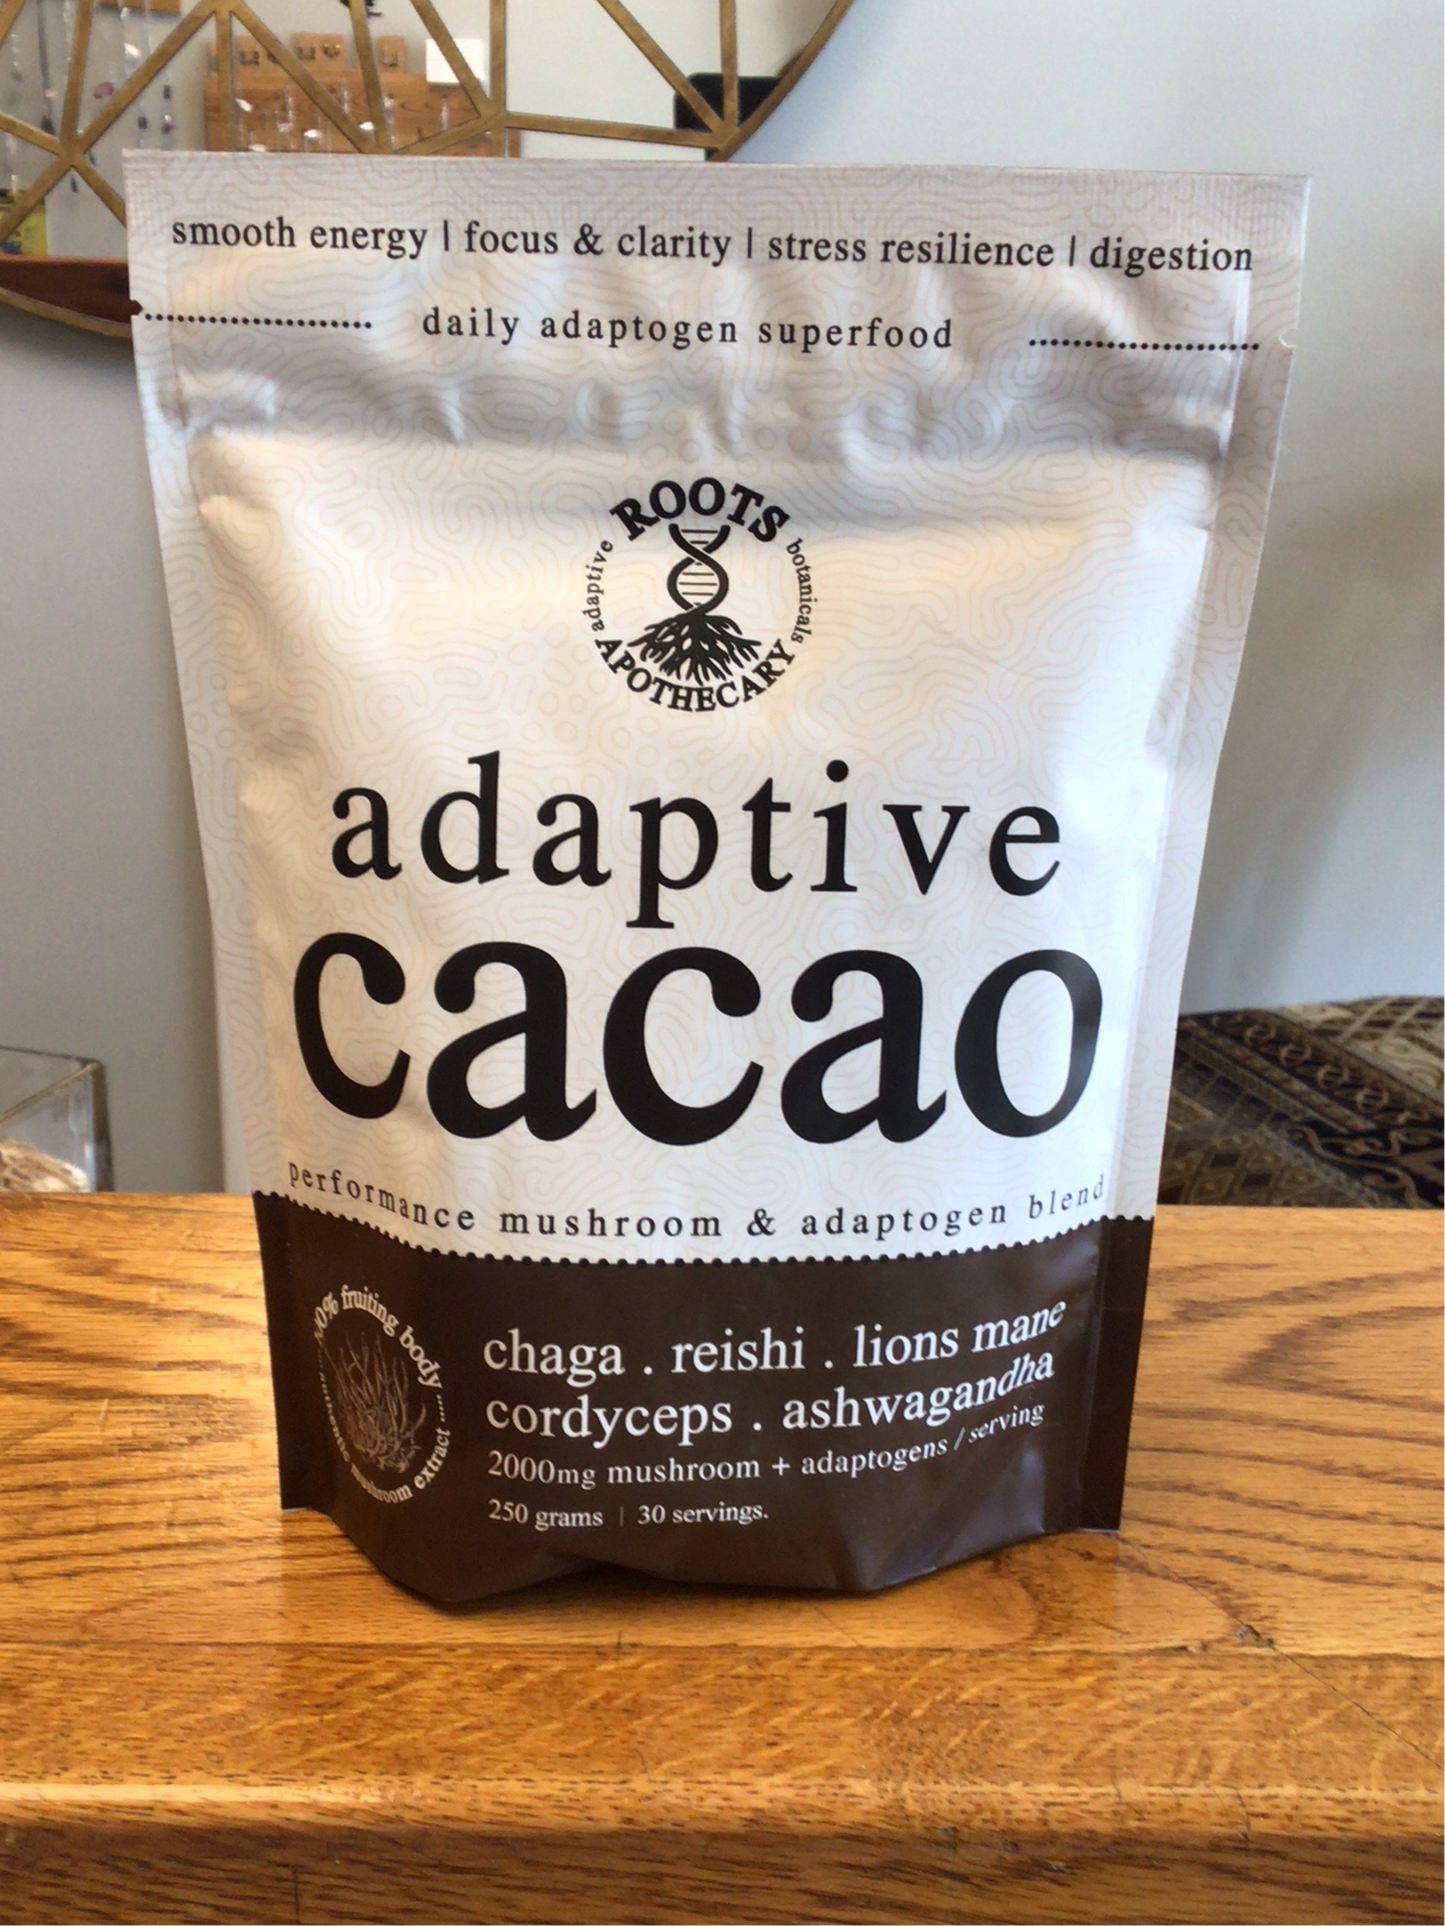 smooth energy | focus & clarity | stress resilience | digestion
daily adaptogen superfood
ROOTS
adaptive
botanicals
APOTHECARY
adaptive
cacao
performance mushroom & adaptogen blend
fruiting body
mushroom extract
chaga . reishi . lions mane
cordyceps . ashwagandha
2000mg mushroom + adaptogens / serving
250 grams | 30 servings.